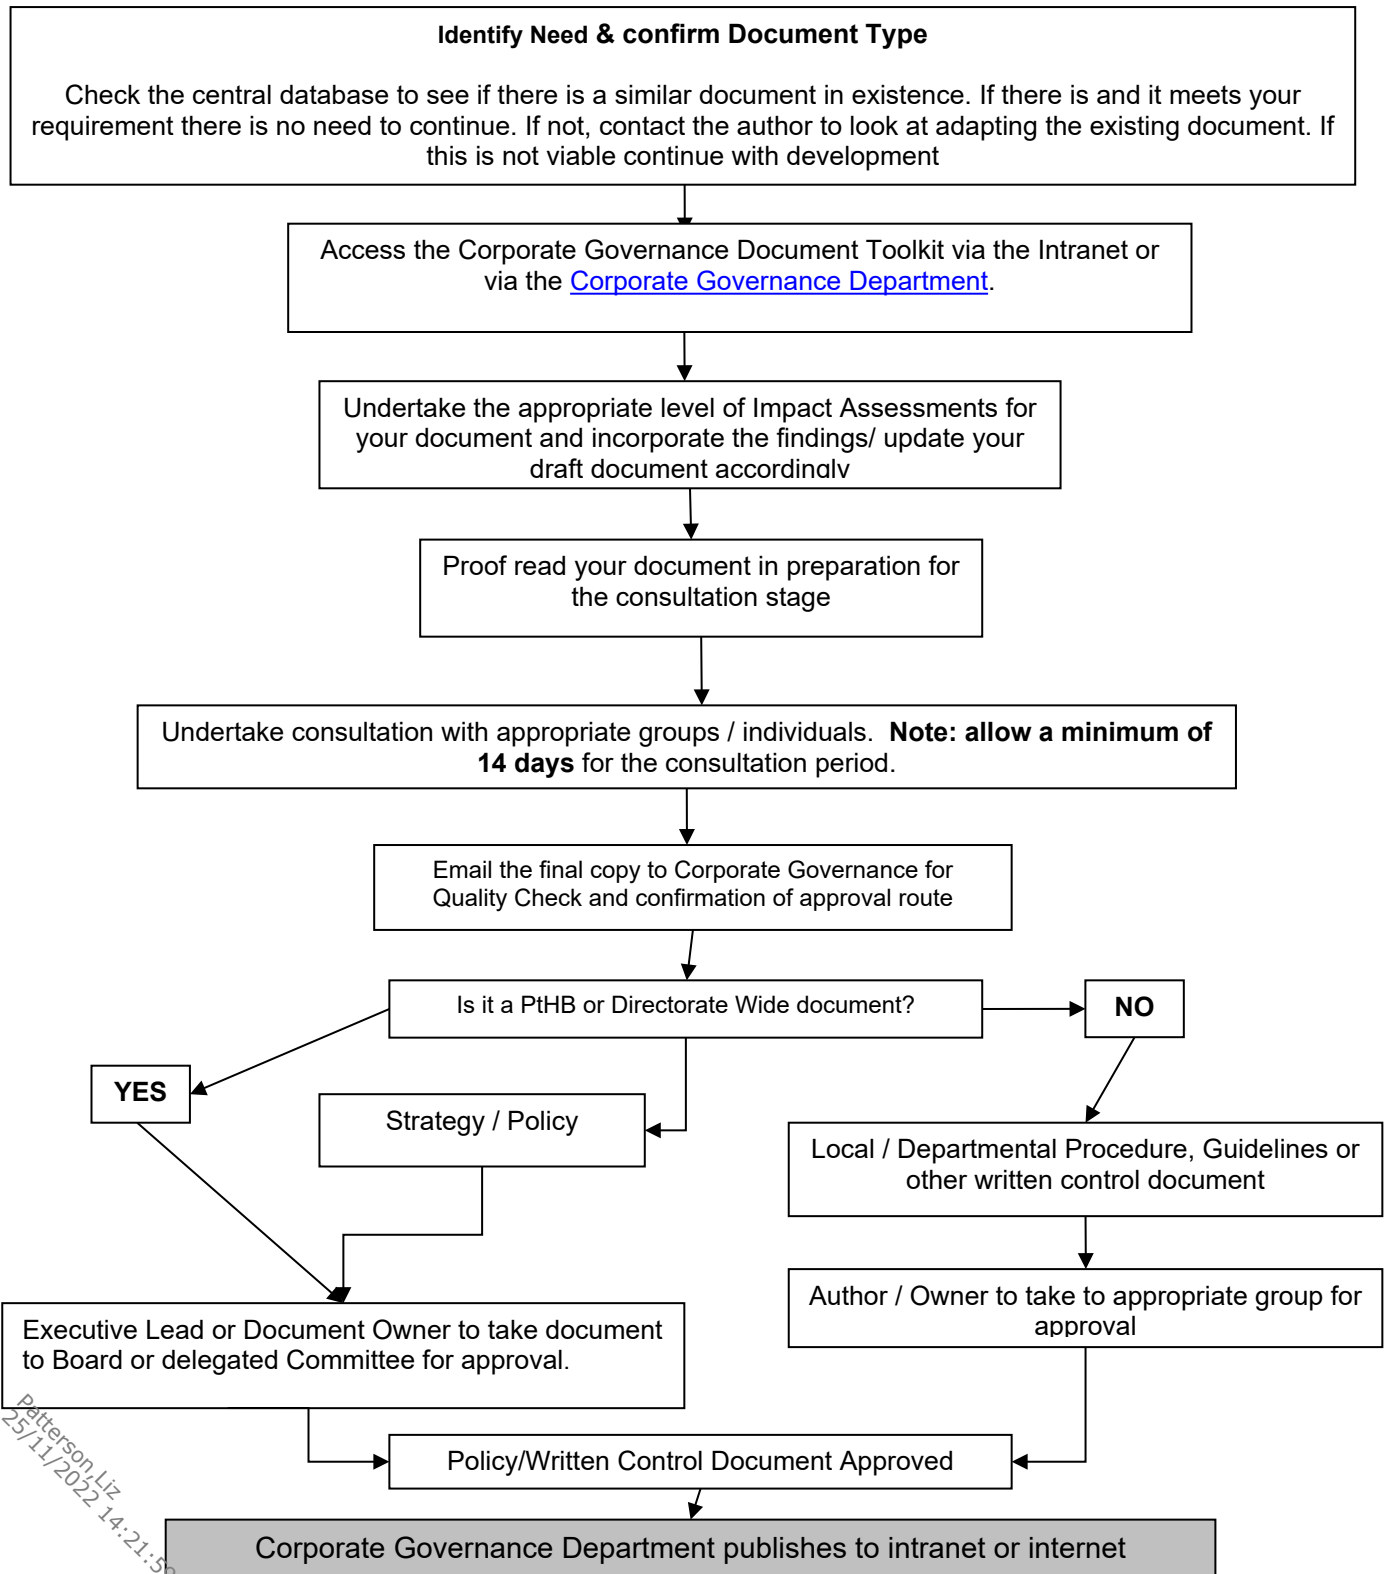 Identify Need & confirm Document Type
Check the central database to see if there is a similar document in existence. If there is and it meets your
requirement there is no need to continue. If not, contact the author to look at adapting the existing document. If
this is not viable continue with development
Access the Corporate Governance Document Toolkit via the Intranet or
via the Corporate Governance Department.
Undertake the appropriate level of Impact Assessments for
your document and incorporate the findings/ update your
draft document accordingly
Proof read your document in preparation for
the consultation stage
Undertake consultation with appropriate groups / individuals. Note: allow a minimum of
14 days for the consultation period.
Email the final copy to Corporate Governance for
Quality Check and confirmation of approval route
Is it a PtHB or Directorate Wide document?
NO
YES
Strategy / Policy
Local / Departmental Procedure, Guidelines or
other written control document
Author / Owner to take to appropriate group for
approval
Executive Lead or Document Owner to take document
to Board or delegated Committee for approval.
Policy/Written Control Document Approved
Corporate Governance Department publishes to intranet or internet
Patterson,Liz
25/11/2022 14:21:59